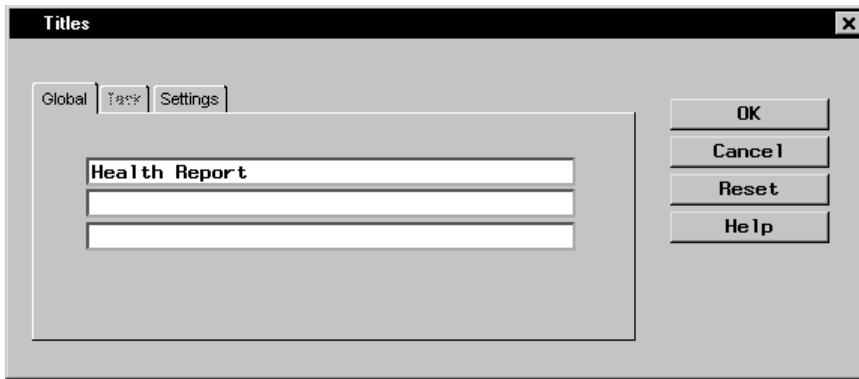 Titles
Global Task Settings
Health Report
OK
Cancel
Reset
Help